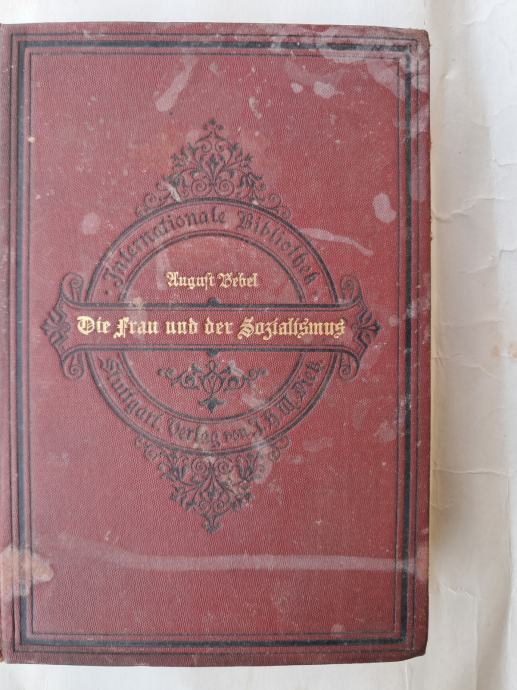 Internationale Bibliothek
August Bebel
Die Frau und der Sozialismus
Stuttgart, Verlag von J.H.W. Dietz